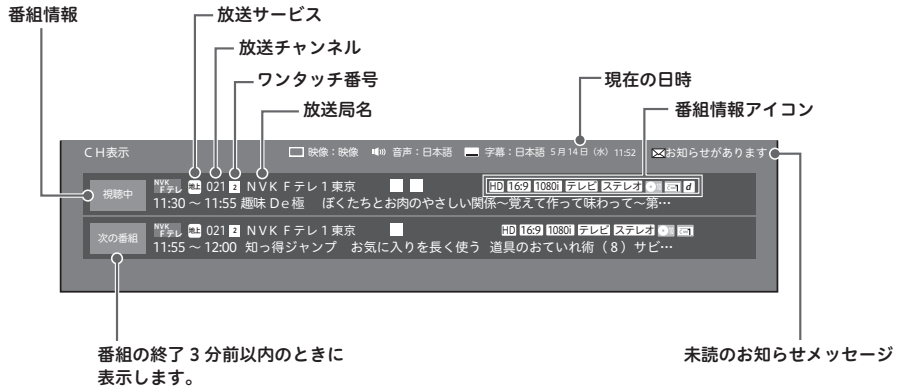 番組情報
放送サービス
放送チャンネル
ワンタッチ番号
放送局名
現在の日時
番組情報アイコン
CH表示 映像：映像 音声：日本語 字幕：日本語 5月14日（水）11:52 お知らせがあります
視聴中 NVK Fテレ 地上 021 2 NVK Fテレ1東京 HD 16:9 1080i テレビ ステレオ d
11:30～11:55 趣味De極 ぼくたちとお肉のやさしい関係～覚えて作って味わって～第…
次の番組 NVK Fテレ 地上 021 2 NVK Fテレ1東京 HD 16:9 1080i テレビ ステレオ
11:55～12:00 知っ得ジャンプ お気に入りを長く使う 道具のおていれ術（8）サビ…
番組の終了3分前以内のときに
表示します。
未読のお知らせメッセージ